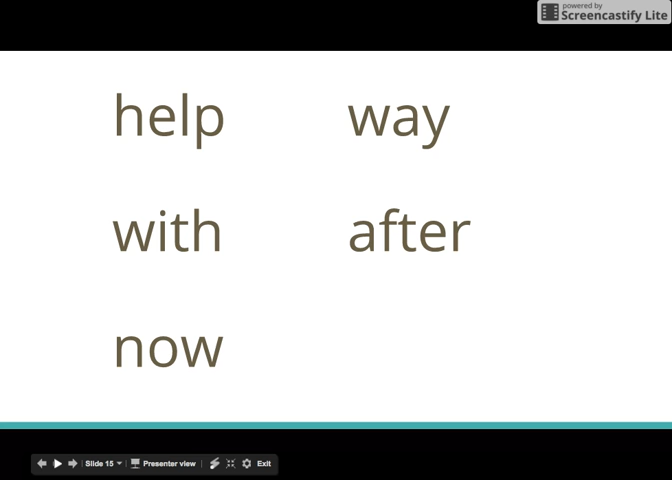 powered by
Screencastify Lite
help way
with after
now
Slide 15 Presenter view Exit